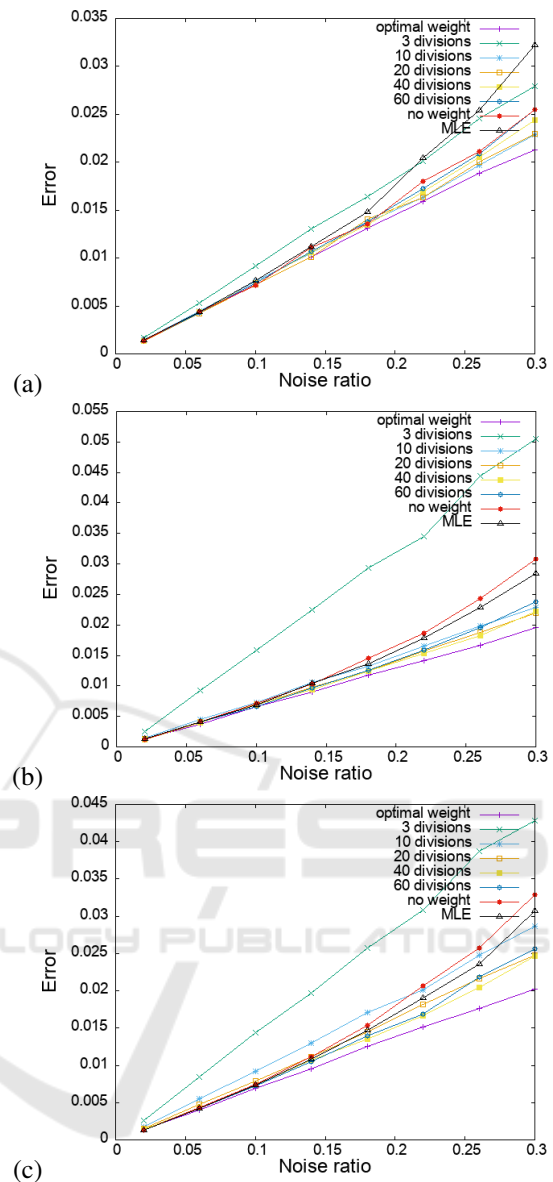 0.035
0.03
0.025
0.02
0.015
0.01
0.005
0
Error
optimal weight
3 divisions
10 divisions
20 divisions
40 divisions
60 divisions
no weight
MLE
0 0.05 0.1 0.15 0.2 0.25 0.3
Noise ratio
(a)
0.055
0.05
0.045
0.04
0.035
0.03
0.025
0.02
0.015
0.01
0.005
0
Error
optimal weight
3 divisions
10 divisions
20 divisions
40 divisions
60 divisions
no weight
MLE
0 0.05 0.1 0.15 0.2 0.25 0.3
Noise ratio
(b)
0.045
0.04
0.035
0.03
0.025
0.02
0.015
0.01
0.005
0
Error
optimal weight
3 divisions
10 divisions
20 divisions
40 divisions
60 divisions
no weight
MLE
0 0.05 0.1 0.15 0.2 0.25 0.3
Noise ratio
(c)
PRESS
LOGY PUBLICATIONS